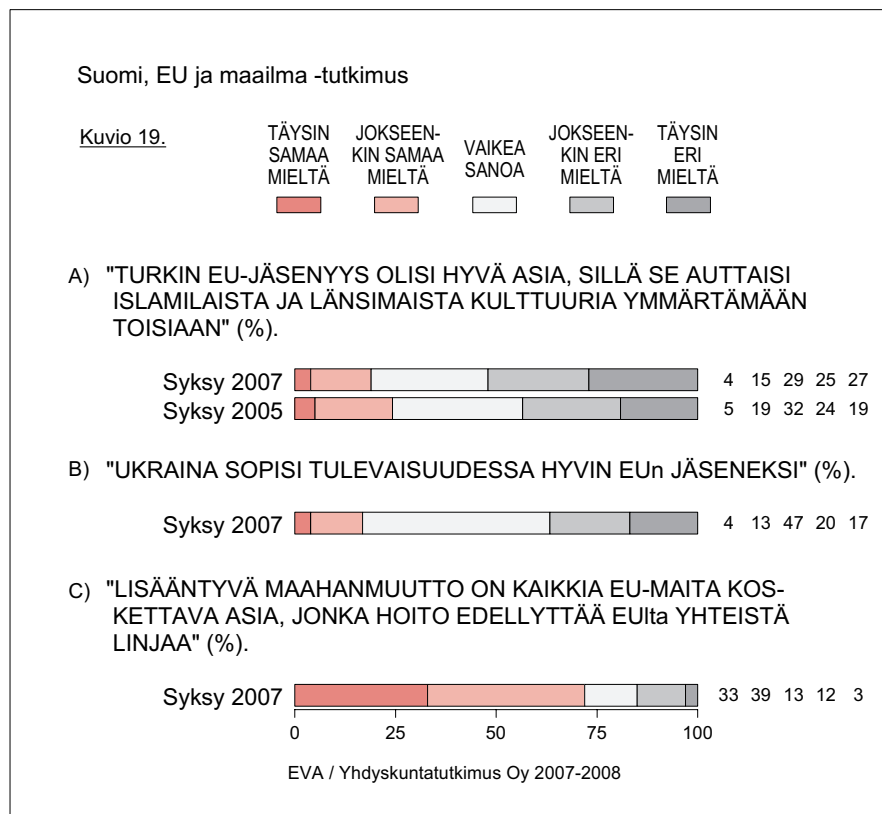 Suomi, EU ja maailma -tutkimus
Kuvio 19.
TÄYSIN SAMAA MIELTÄ
JOKSEEN-KIN SAMAA MIELTÄ
VAIKEA SANOA
JOKSEEN-KIN ERI MIELTÄ
TÄYSIN ERI MIELTÄ
A) "TURKIN EU-JÄSENYYS OLISI HYVÄ ASIA, SILLÄ SE AUTTAISI
ISLAMILAISTA JA LÄNSIMAISTA KULTTUURIA YMMÄRTÄMÄÄN
TOISIAAN" (%).
Syksy 2007 4 15 29 25 27
Syksy 2005 5 19 32 24 19
B) "UKRAINA SOPISI TULEVAISUUDESSA HYVIN EUn JÄSENEKSI" (%).
Syksy 2007 4 13 47 20 17
C) "LISÄÄNTYVÄ MAAHANMUUTTO ON KAIKKIA EU-MAITA KOS-
KETTAVA ASIA, JONKA HOITO EDELLYTTÄÄ EUlta YHTEISTÄ
LINJAA" (%).
Syksy 2007 33 39 13 12 3
0 25 50 75 100
EVA / Yhdyskuntatutkimus Oy 2007-2008